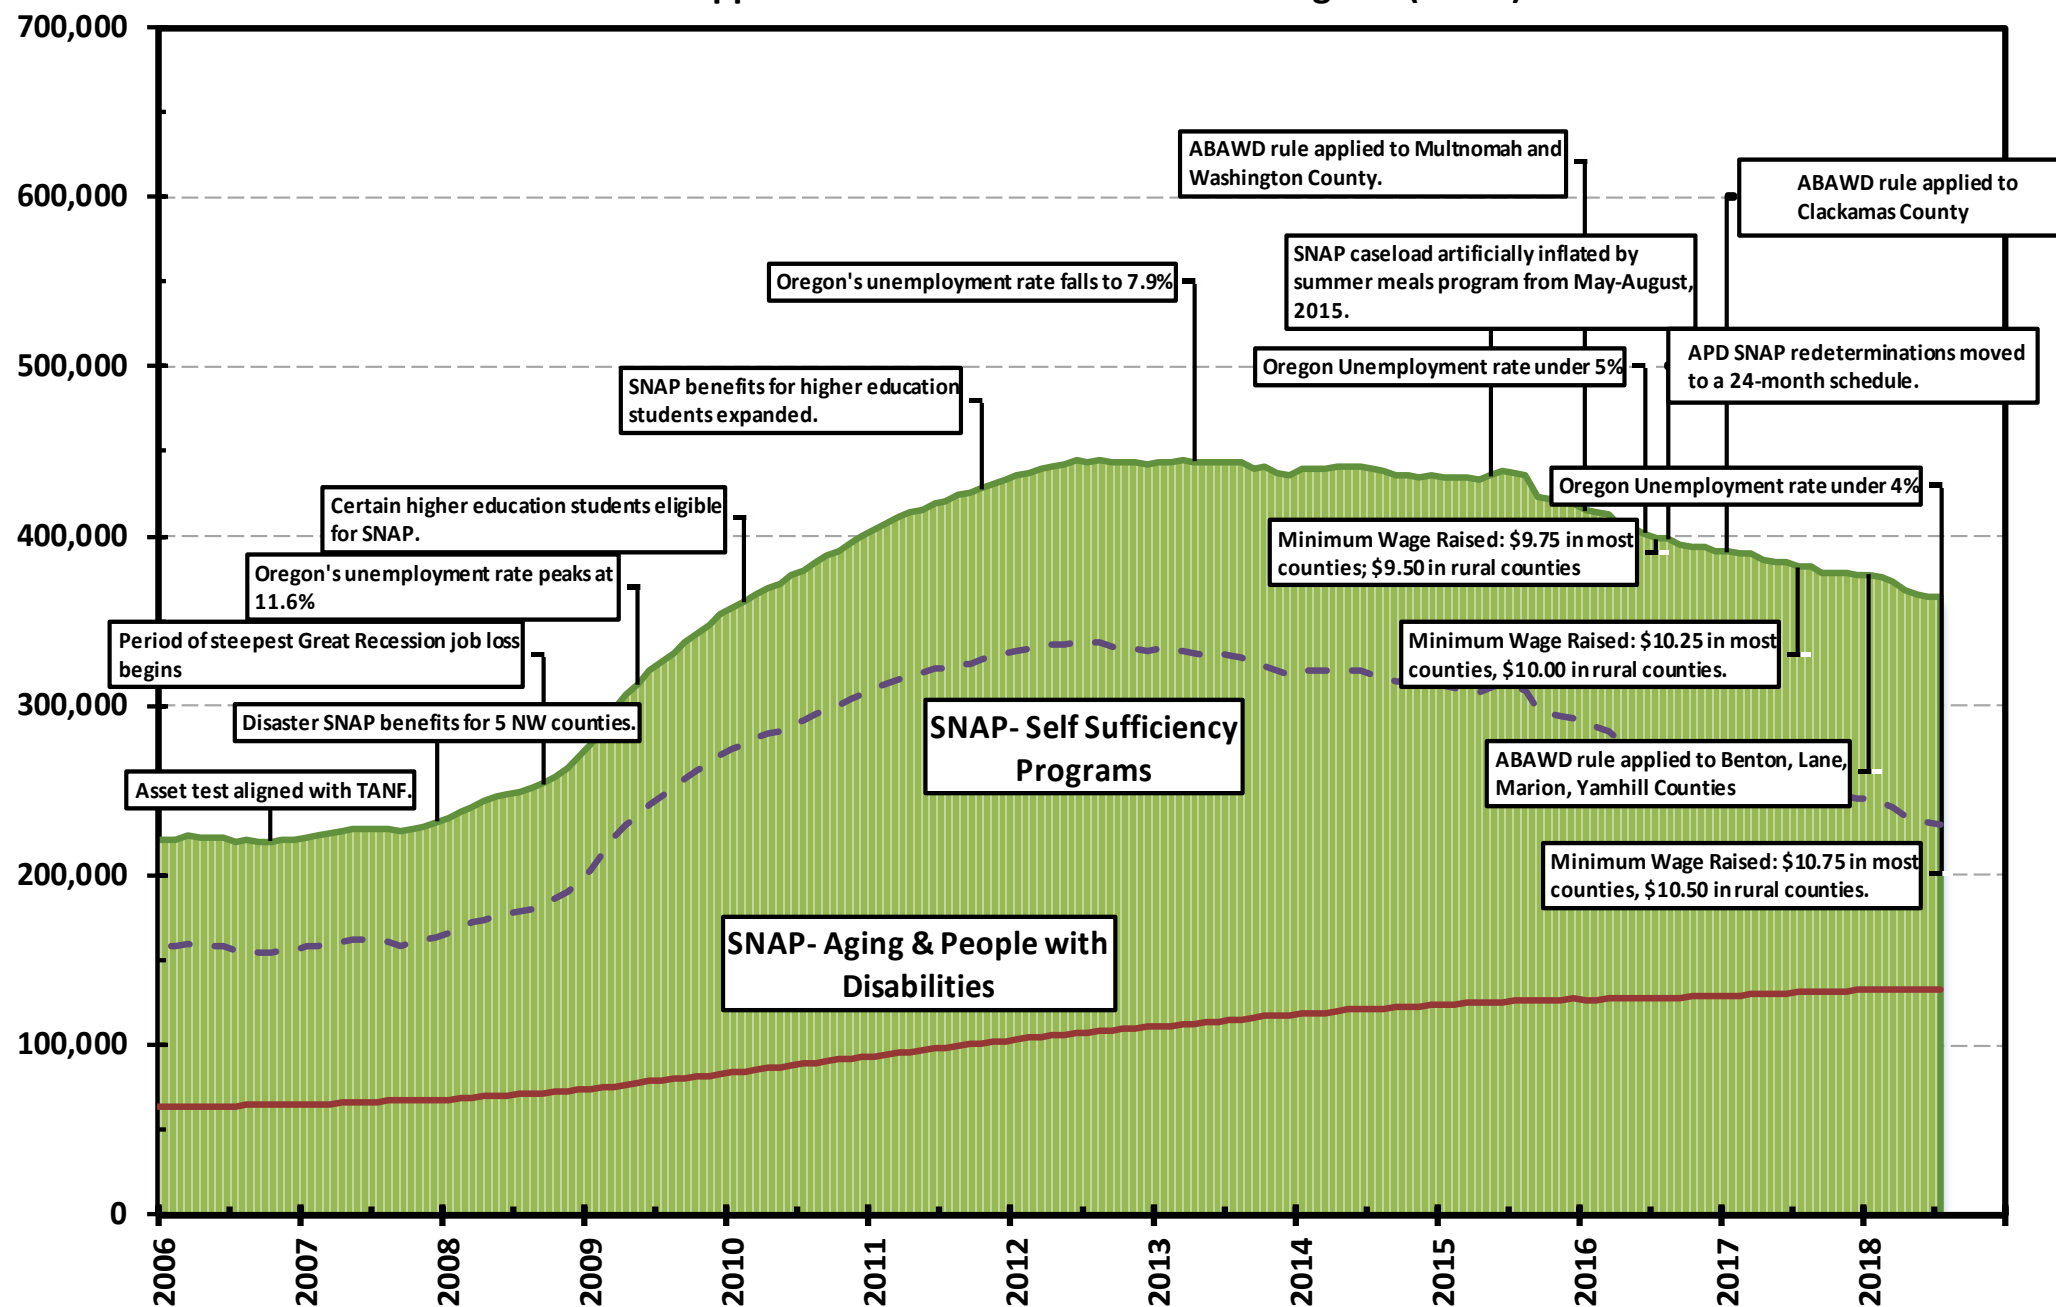 700,000
600,000
500,000
400,000
300,000
200,000
100,000
0
ABAWD rule applied to Multnomah and
Washington County.
ABAWD rule applied to
Clackamas County
SNAP caseload artificially inflated by
summer meals program from May-August,
2015.
Oregon's unemployment rate falls to 7.9%
APD SNAP redeterminations moved
to a 24-month schedule.
Oregon Unemployment rate under 5%
SNAP benefits for higher education
students expanded.
Oregon Unemployment rate under 4%
Certain higher education students eligible
for SNAP.
Minimum Wage Raised: $9.75 in most
counties; $9.50 in rural counties
Oregon's unemployment rate peaks at
11.6%
Period of steepest Great Recession job loss
begins
Minimum Wage Raised: $10.25 in most
counties, $10.00 in rural counties.
Disaster SNAP benefits for 5 NW counties.
SNAP- Self Sufficiency
Programs
ABAWD rule applied to Benton, Lane,
Marion, Yamhill Counties
Asset test aligned with TANF.
Minimum Wage Raised: $10.75 in most
counties, $10.50 in rural counties.
SNAP- Aging & People with
Disabilities
2006
2007
2008
2009
2010
2011
2012
2013
2014
2015
2016
2017
2018